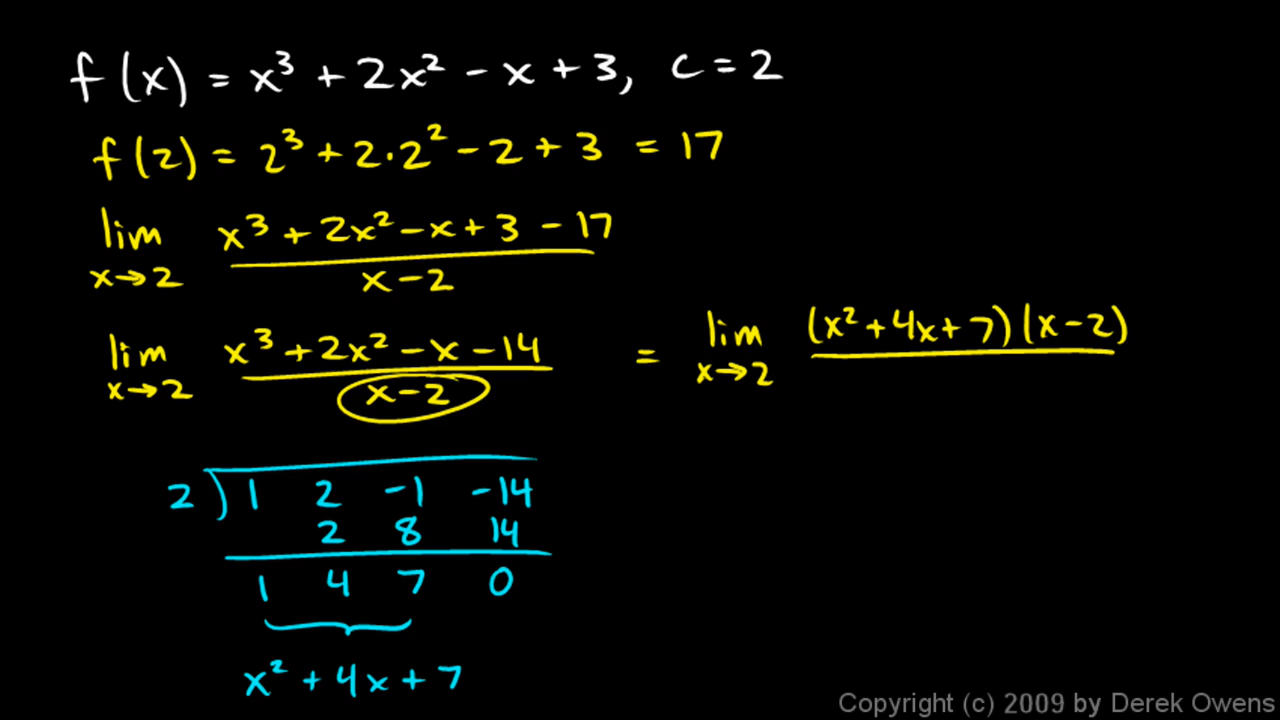 f(x) = x³ + 2x² - x + 3, c = 2
f(2) = 2³ + 2·2² - 2 + 3 = 17
lim x→2 x³ + 2x² - x + 3 - 17
x - 2
lim x→2 x³ + 2x² - x - 14 = lim x→2 (x² + 4x + 7)(x - 2)
x - 2
2 ) 1 2 -1 -14
2 8 14
1 4 7 0
x² + 4x + 7
Copyright (c) 2009 by Derek Owens